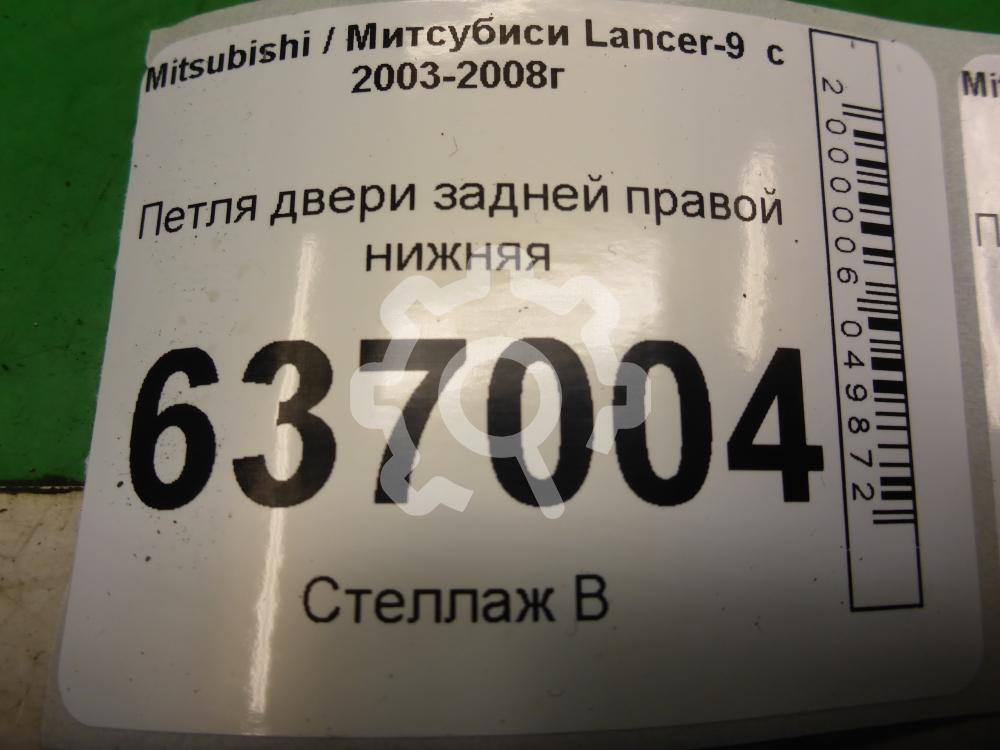 Mitsubishi / Митсубиси Lancer-9 с
2003-2008г
Петля двери задней правой
нижняя
637004
Стеллаж В
2000006049872